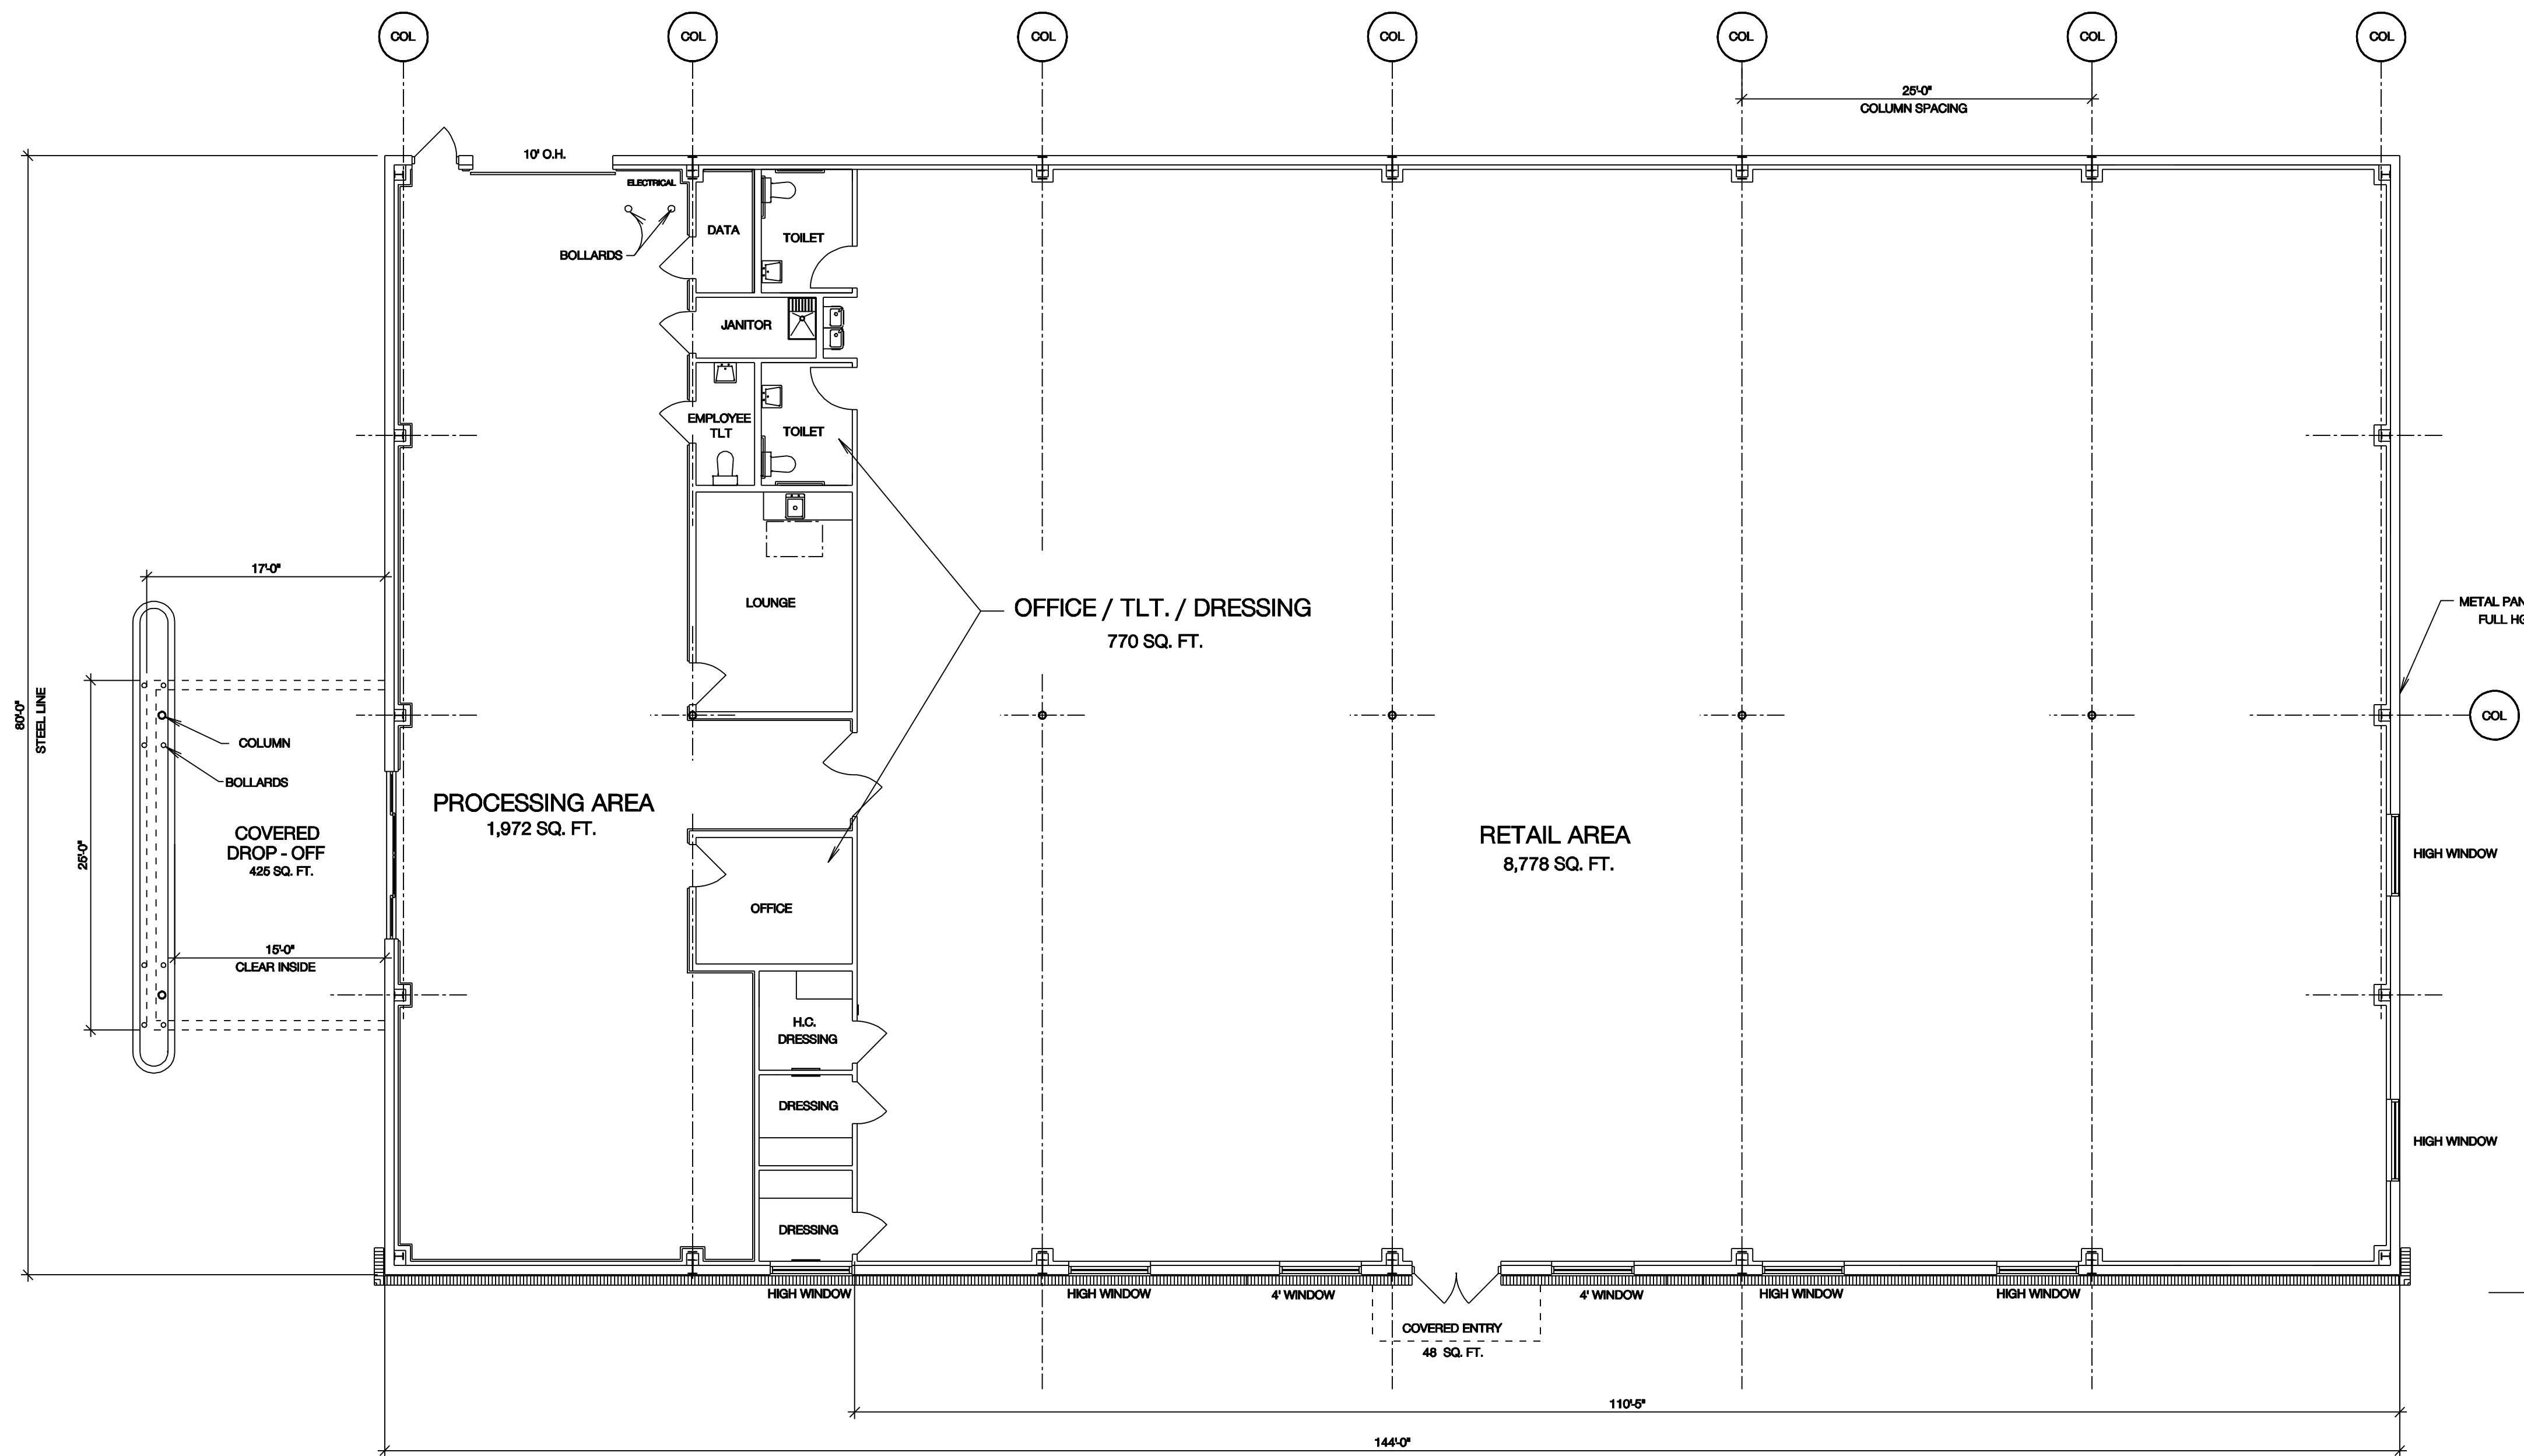 COL
COL
COL
COL
COL
COL
COL
25'-0"
COLUMN SPACING
10' O.H.
ELECTRICAL
BOLLARDS
DATA
TOILET
JANITOR
EMPLOYEE
TLT
TOILET
17'-0"
LOUNGE
OFFICE / TLT. / DRESSING
770 SQ. FT.
METAL PAN
FULL HG
80'-0"
STEEL LINE
COL
COLUMN
BOLLARDS
25'-0"
COVERED
DROP - OFF
425 SQ. FT.
PROCESSING AREA
1,972 SQ. FT.
RETAIL AREA
8,778 SQ. FT.
HIGH WINDOW
OFFICE
15'-0"
CLEAR INSIDE
H.C.
DRESSING
DRESSING
HIGH WINDOW
DRESSING
HIGH WINDOW
HIGH WINDOW
4' WINDOW
4' WINDOW
HIGH WINDOW
HIGH WINDOW
COVERED ENTRY
48 SQ. FT.
110'-5"
144'-0"